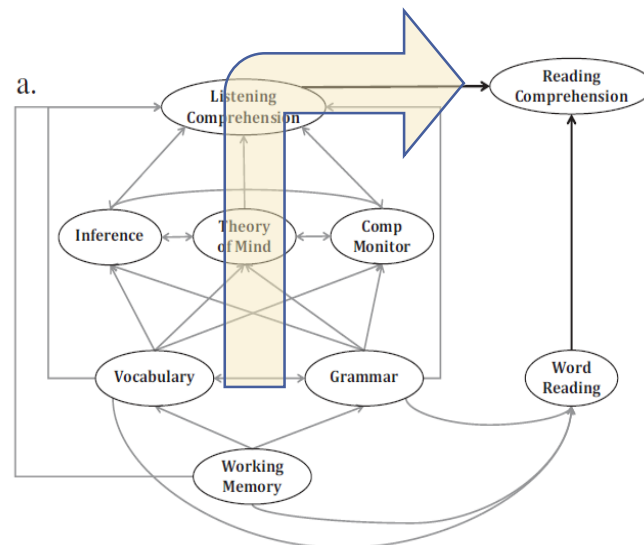 a.
Listening
Comprehension
Reading
Comprehension
Inference
Theory
of Mind
Comp
Monitor
Vocabulary
Grammar
Word
Reading
Working
Memory